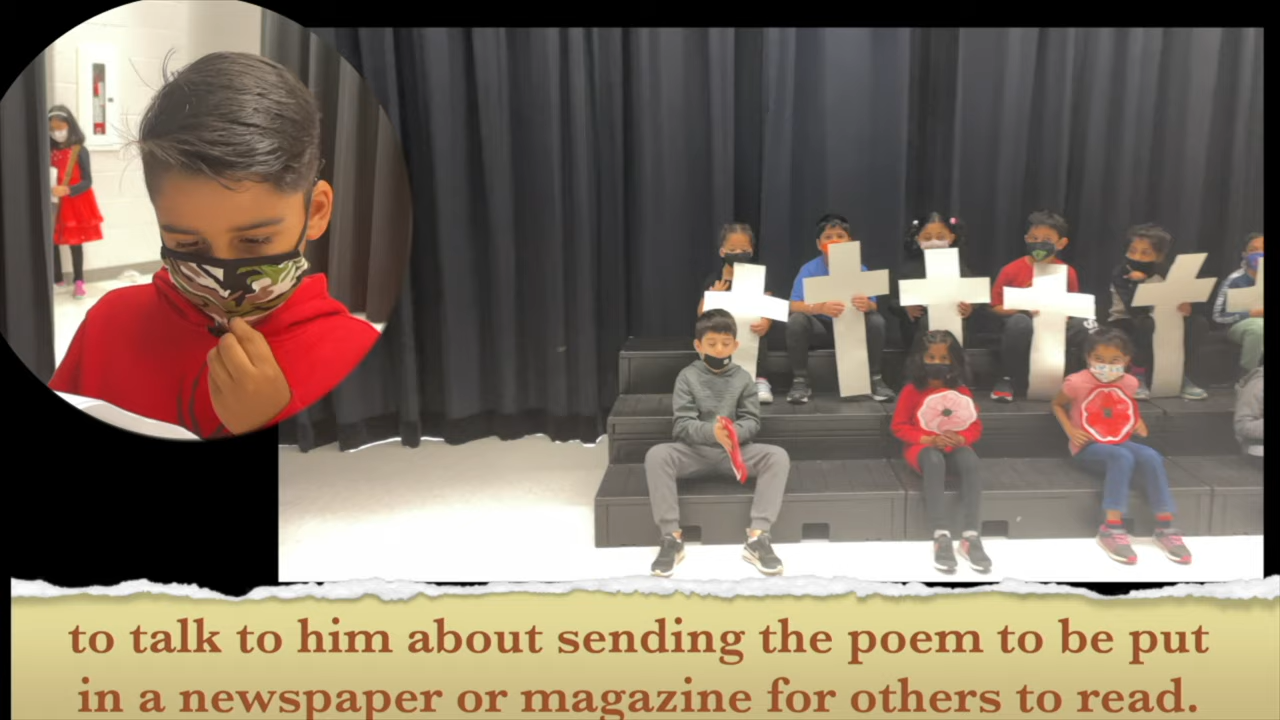 to talk to him about sending the poem to be put
in a newspaper or magazine for others to read.